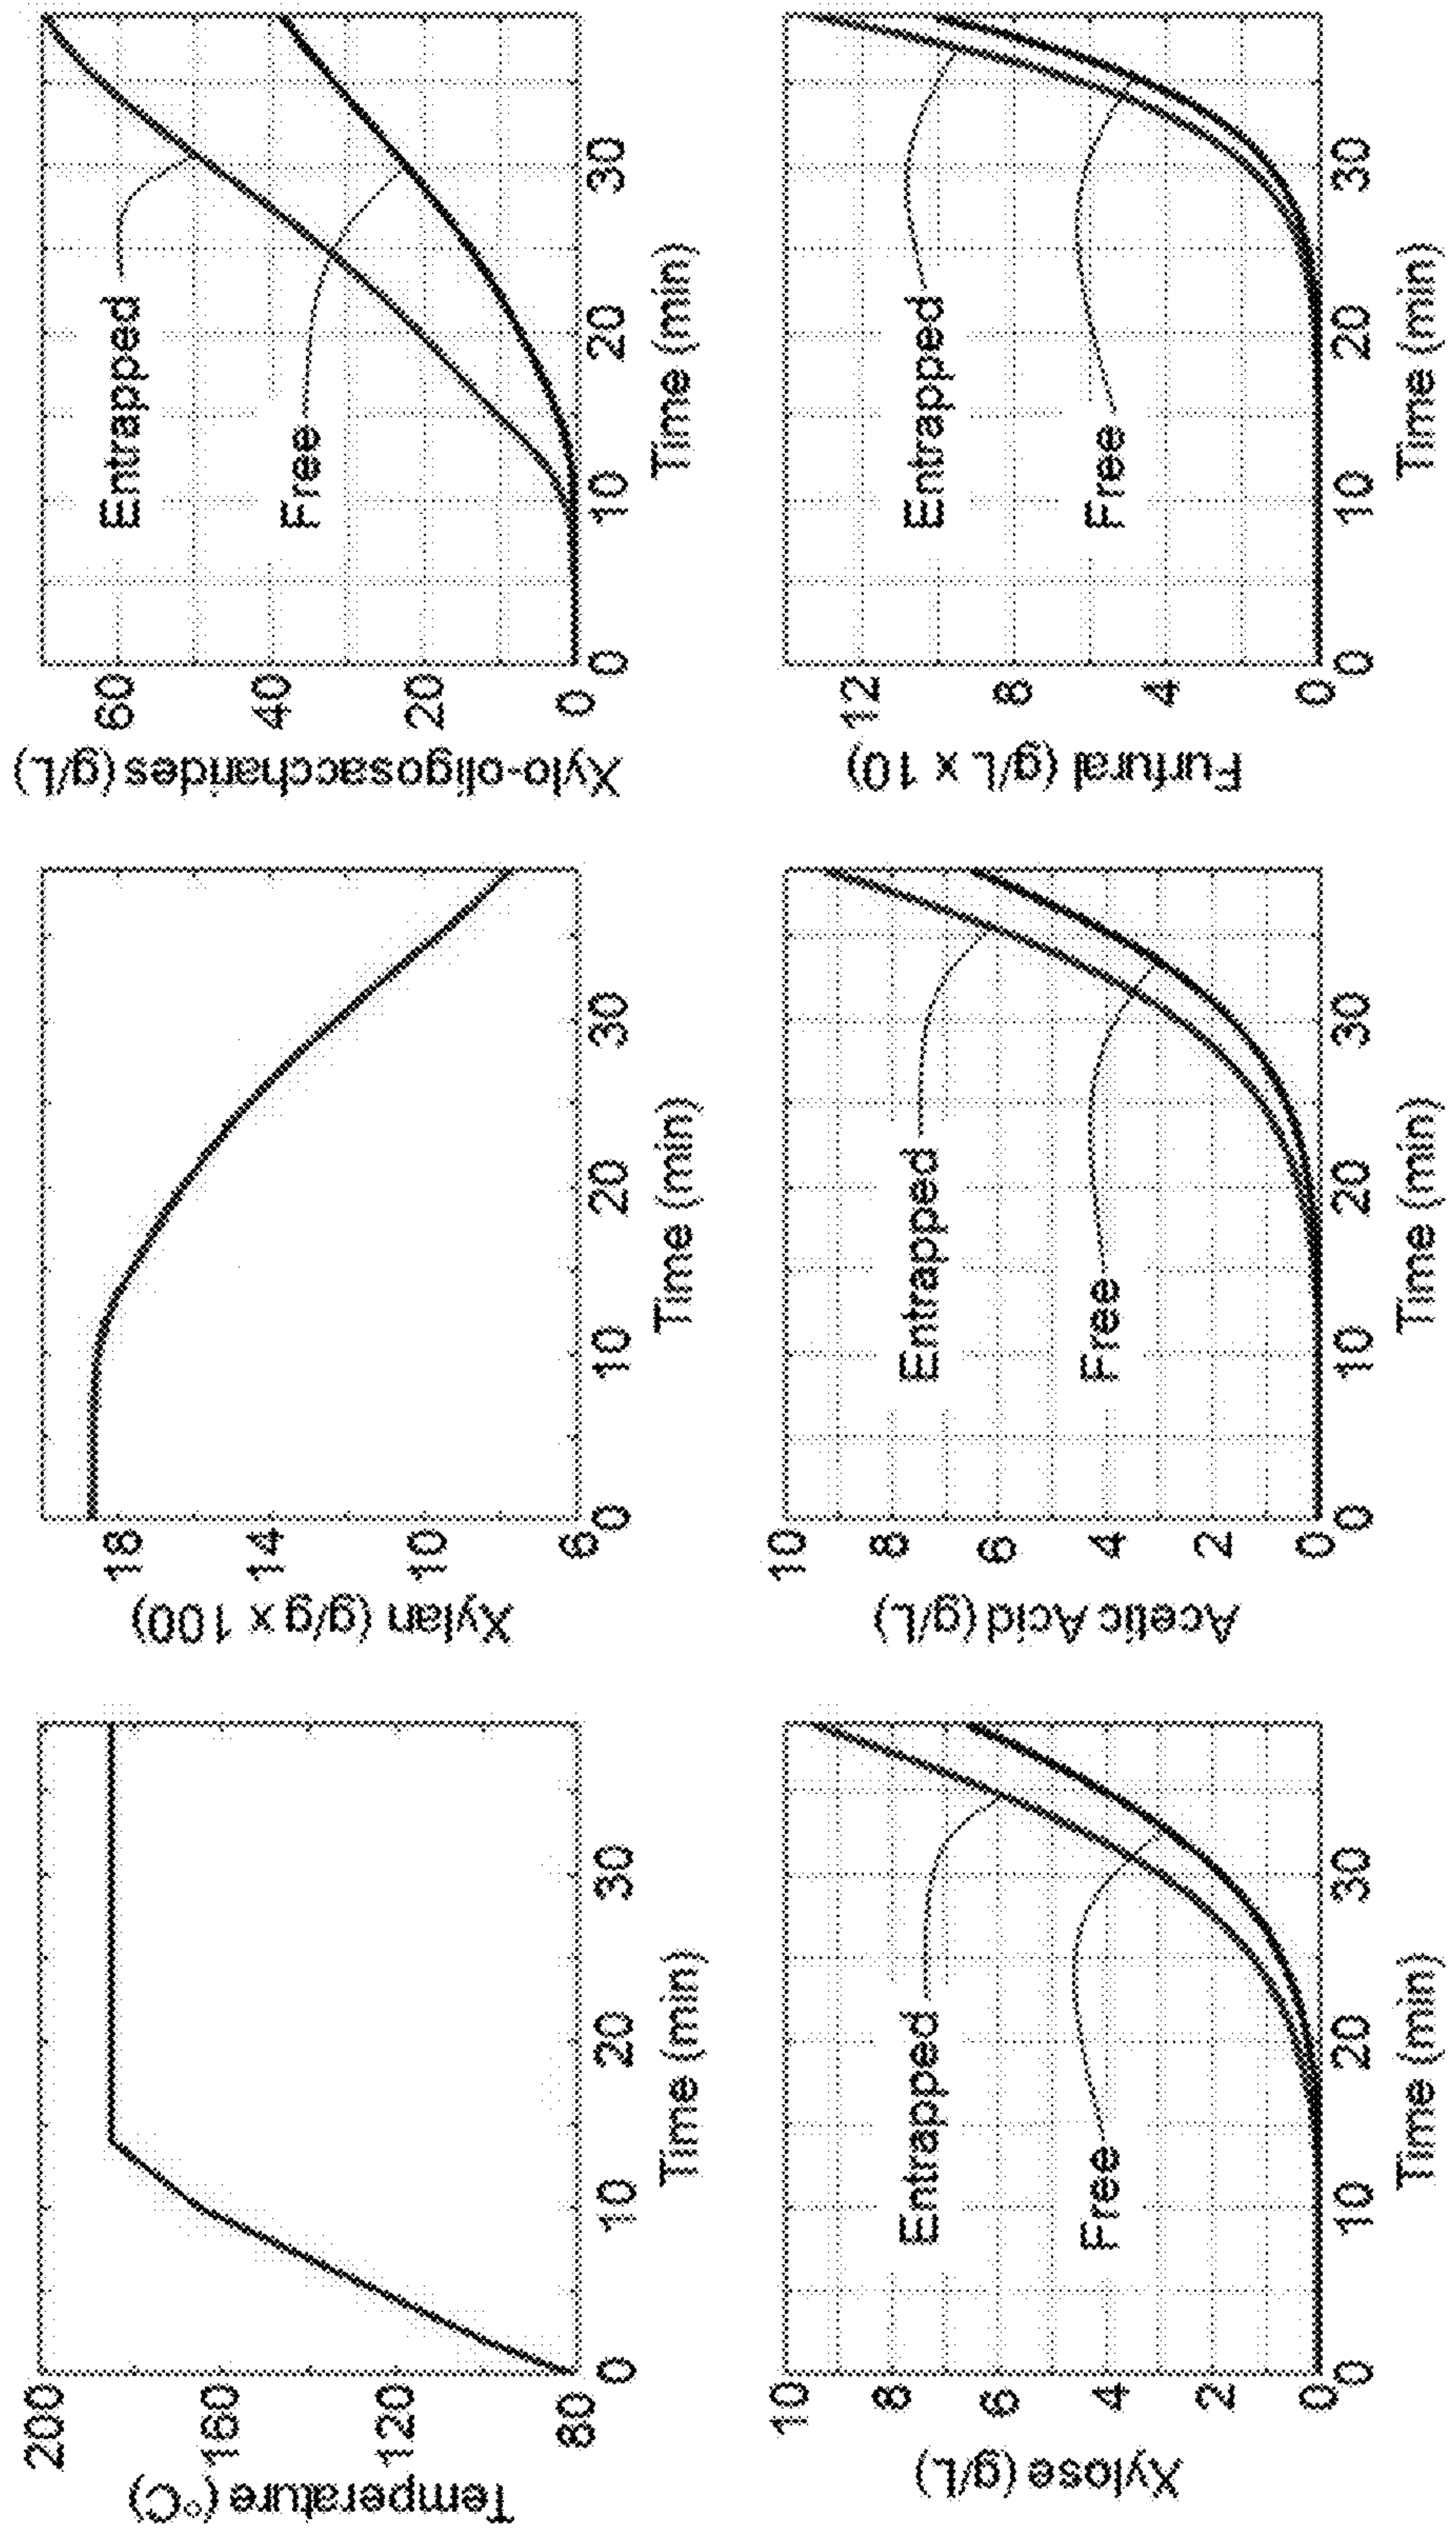 Temperature (°C)
200
160
120
80
0 10 20 30
Time (min)
Xylan (g/g x 100)
18
14
10
6
0 10 20 30
Time (min)
Xylo-oligosaccharides (g/L)
60
40
20
0
Entrapped
Free
0 10 20 30
Time (min)
Xylose (g/L)
10
8
6
4
2
0
Entrapped
Free
0 10 20 30
Time (min)
Acetic Acid (g/L)
10
8
6
4
2
0
Entrapped
Free
0 10 20 30
Time (min)
Furfural (g/L x 10)
12
8
4
0
Entrapped
Free
0 10 20 30
Time (min)